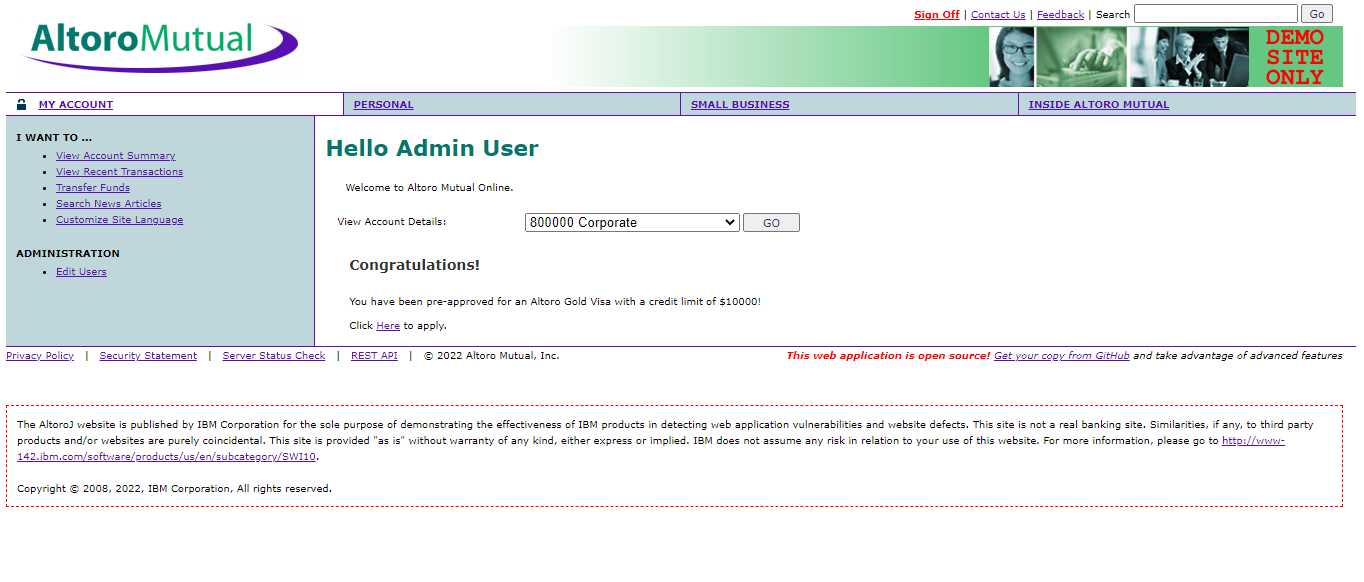 Sign Off | Contact Us | Feedback | Search Go
AltoroMutual
DEMO
SITE
ONLY
MY ACCOUNT PERSONAL SMALL BUSINESS INSIDE ALTORO MUTUAL
I WANT TO ...
View Account Summary
View Recent Transactions
Transfer Funds
Search News Articles
Customize Site Language
ADMINISTRATION
Edit Users
Hello Admin User
Welcome to Altoro Mutual Online.
View Account Details: 800000 Corporate GO
Congratulations!
You have been pre-approved for an Altoro Gold Visa with a credit limit of $10000!
Click Here to apply.
Privacy Policy | Security Statement | Server Status Check | REST API | © 2022 Altoro Mutual, Inc. This web application is open source! Get your copy from GitHub and take advantage of advanced features
The AltoroJ website is published by IBM Corporation for the sole purpose of demonstrating the effectiveness of IBM products in detecting web application vulnerabilities and website defects. This site is not a real banking site. Similarities, if any, to third party
products and/or websites are purely coincidental. This site is provided "as is" without warranty of any kind, either express or implied. IBM does not assume any risk in relation to your use of this website. For more information, please go to http://www-
142.ibm.com/software/products/us/en/subcategory/SWI10.
Copyright © 2008, 2022, IBM Corporation, All rights reserved.